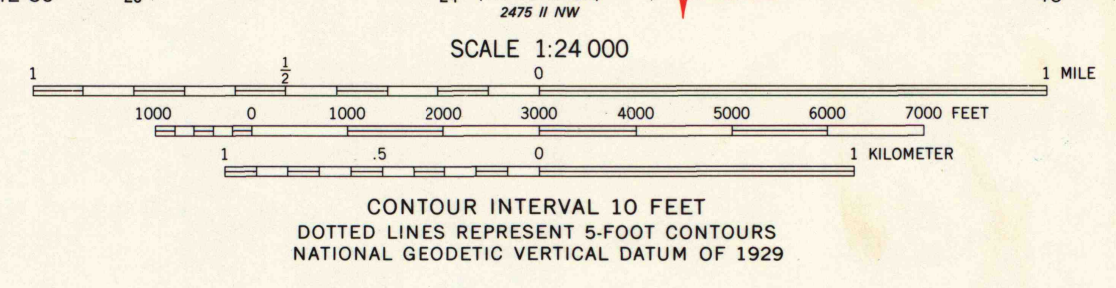 2475 II NW
SCALE 1:24 000
1 1/2 0 1 MILE
1000 0 1000 2000 3000 4000 5000 6000 7000 FEET
1 .5 0 1 KILOMETER
CONTOUR INTERVAL 10 FEET
DOTTED LINES REPRESENT 5-FOOT CONTOURS
NATIONAL GEODETIC VERTICAL DATUM OF 1929